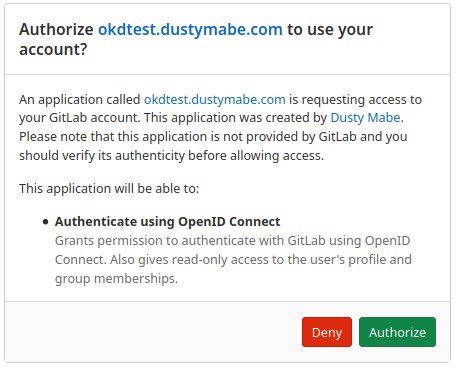 Authorize okdtest.dustymabe.com to use your
account?
An application called okdtest.dustymabe.com is requesting access to
your GitLab account. This application was created by Dusty Mabe.
Please note that this application is not provided by GitLab and you
should verify its authenticity before allowing access.
This application will be able to:
• Authenticate using OpenID Connect
Grants permission to authenticate with GitLab using OpenID
Connect. Also gives read-only access to the user's profile and
group memberships.
Deny Authorize